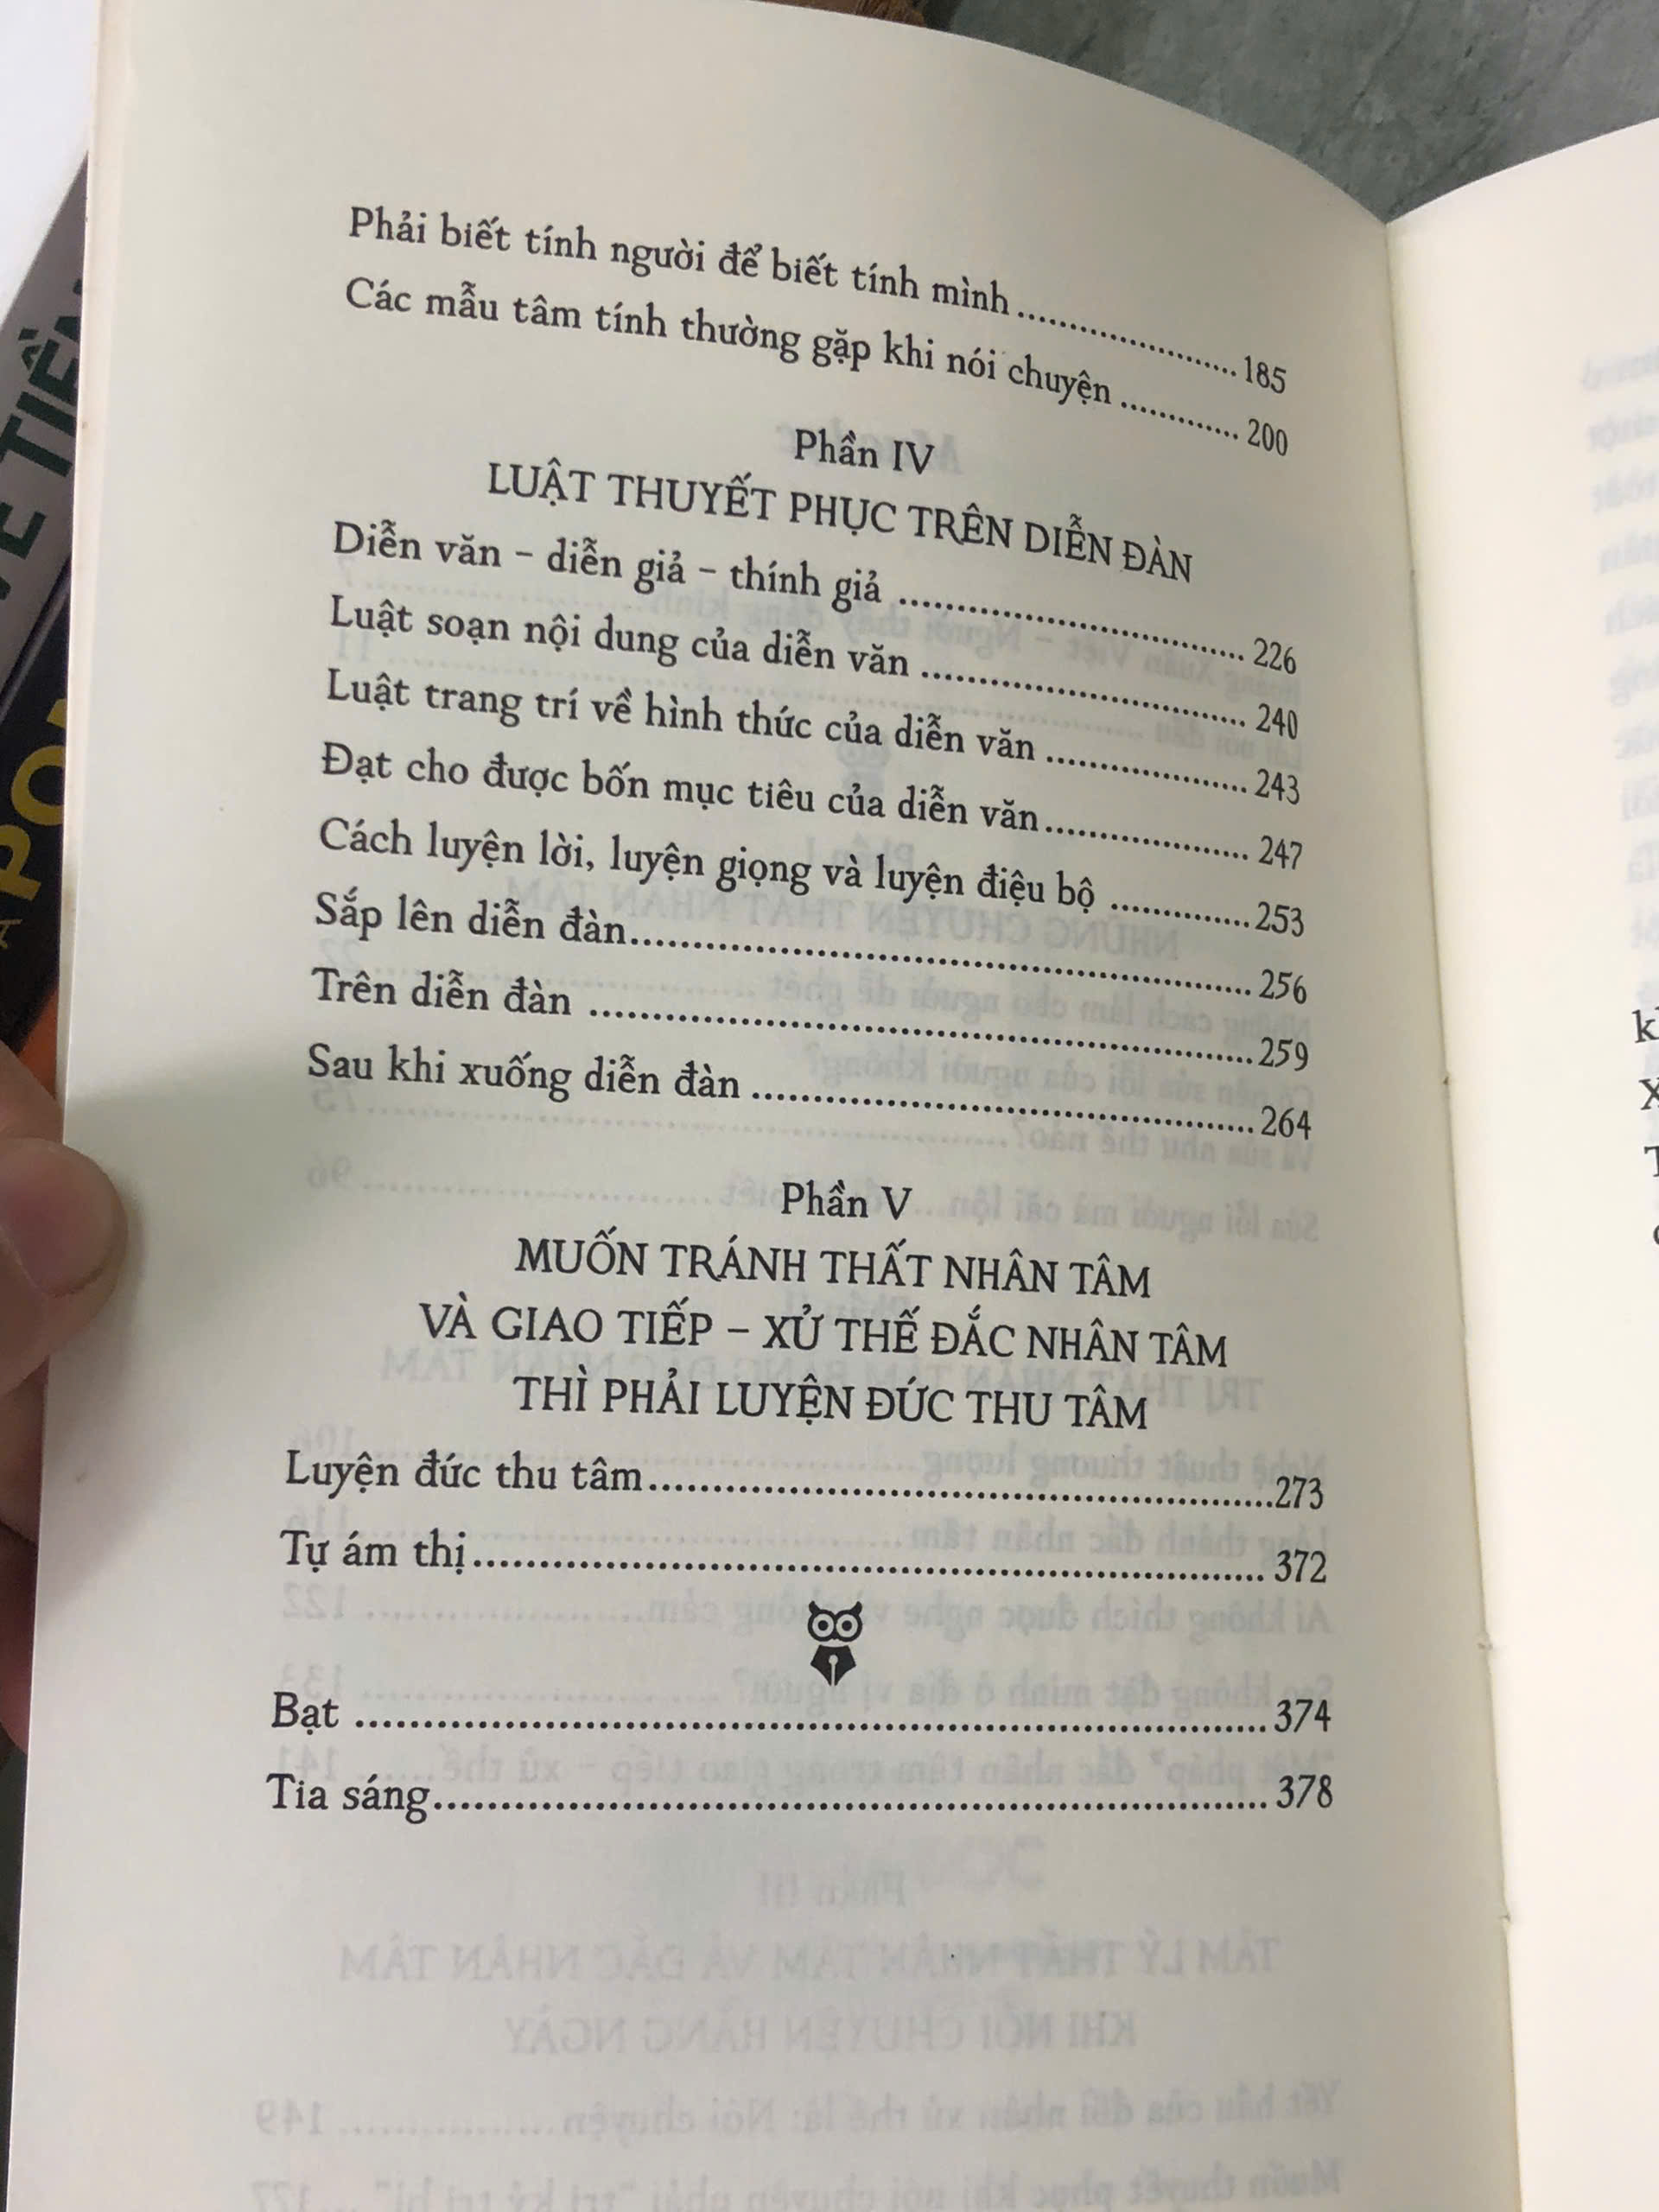 Phải biết tính người để biết tính mình .................... 185
Các mẫu tâm tính thường gặp khi nói chuyện ............ 200
Phần IV
LUẬT THUYẾT PHỤC TRÊN DIỄN ĐÀN
Diễn văn – diễn giả – thính giả .............................. 226
Luật soạn nội dung của diễn văn ............................ 240
Luật trang trí về hình thức của diễn văn .................. 243
Đạt cho được bốn mục tiêu của diễn văn.................. 247
Cách luyện lời, luyện giọng và luyện điệu bộ ............ 253
Sắp lên diễn đàn.................................................... 256
Trên diễn đàn ........................................................ 259
Sau khi xuống diễn đàn .......................................... 264
Phần V
MUỐN TRÁNH THẤT NHÂN TÂM
VÀ GIAO TIẾP – XỬ THẾ ĐẮC NHÂN TÂM
THÌ PHẢI LUYỆN ĐỨC THU TÂM
Luyện đức thu tâm.................................................. 273
Tự ám thị................................................................ 372
Bạt ........................................................................ 374
Tia sáng.................................................................. 378